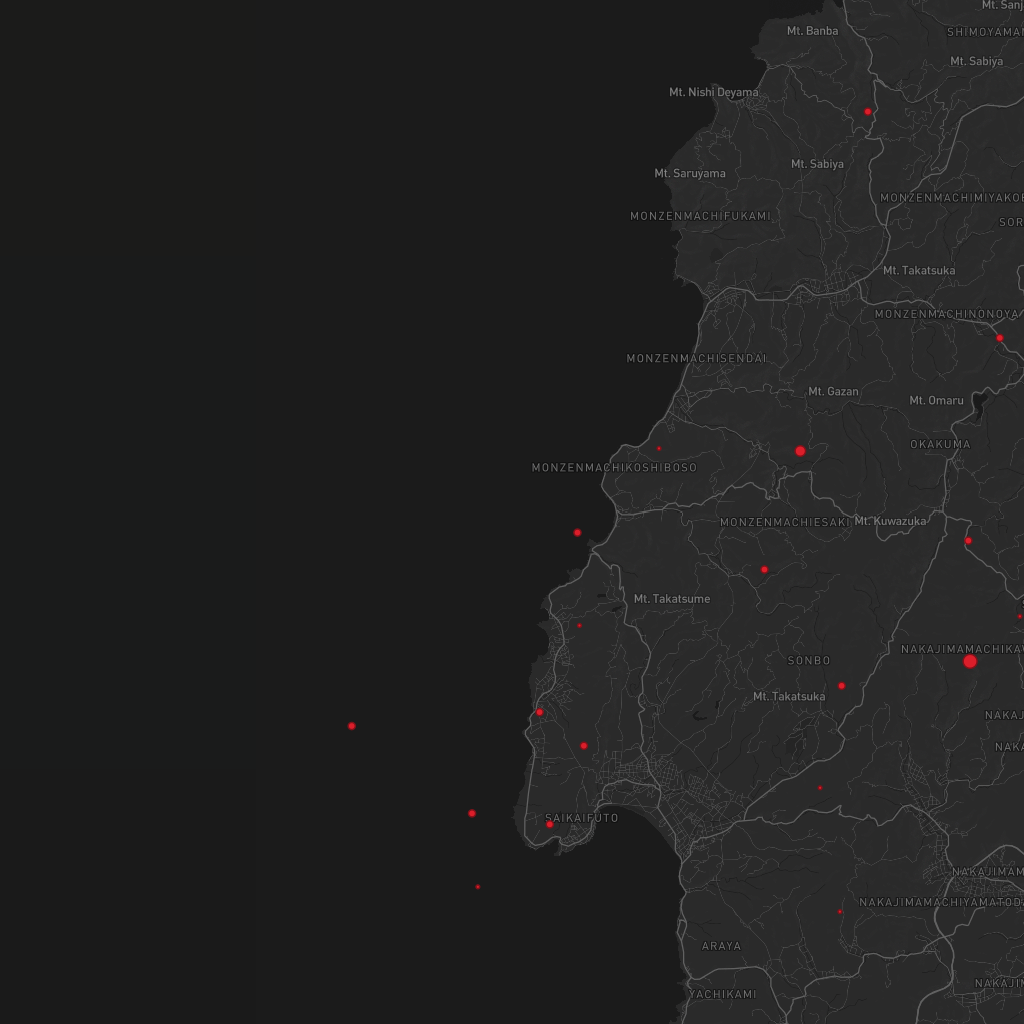 Mt. Sanj
Mt. Banba
SHIMOYAMA
Mt. Sabiya
Mt. Nishi Deyama
Mt. Sabiya
Mt. Saruyama
MONZENMACHIMIYAKO
MONZENMACHIFUKAMI
SOR
Mt. Takatsuka
MONZENMACHINONOYA
MONZENMACHISENDAI
Mt. Gazan
Mt. Omaru
OKAKUMA
MONZENMACHIKOSHIBOSO
MONZENMACHIESAKI
Mt. Kuwazuka
Mt. Takatsume
NAKAJIMAMACHIKA
SONBO
Mt. Takatsuka
NAKAJ
NAKA
SAIKAIFUTO
NAKAJIMAM
NAKAJIMAMACHIYAMATOD
ARAYA
NAKAJIM
YACHIKAMI